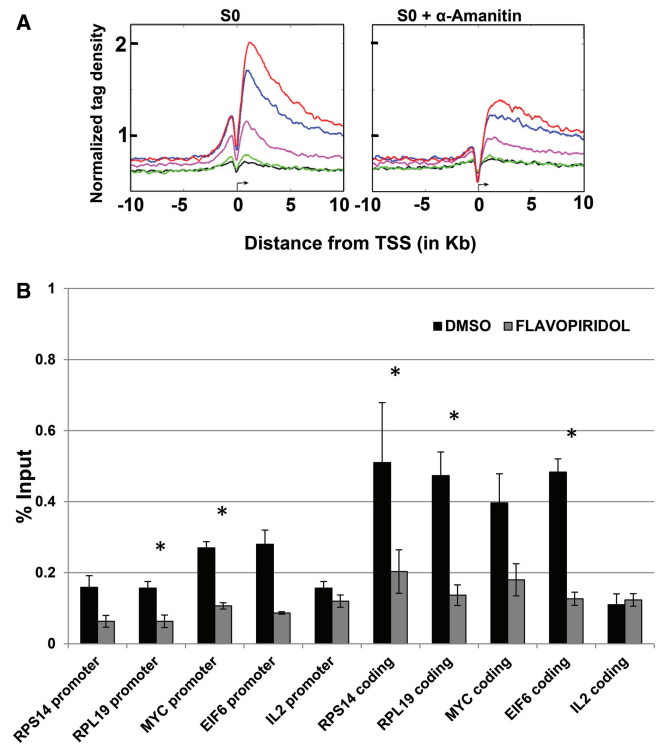 A
S0
S0 + α-Amanitin
Normalized tag density
2
1
-10 -5 0 5 10
-10 -5 0 5 10
Distance from TSS (in Kb)
B
% Input
1
0.8
0.6
0.4
0.2
0
DMSO FLAVOPIRIDOL
*
*
*
*
*
RPS14 promoter
RPL19 promoter
MYC promoter
EIF6 promoter
IL2 promoter
RPS14 coding
RPL19 coding
MYC coding
EIF6 coding
IL2 coding